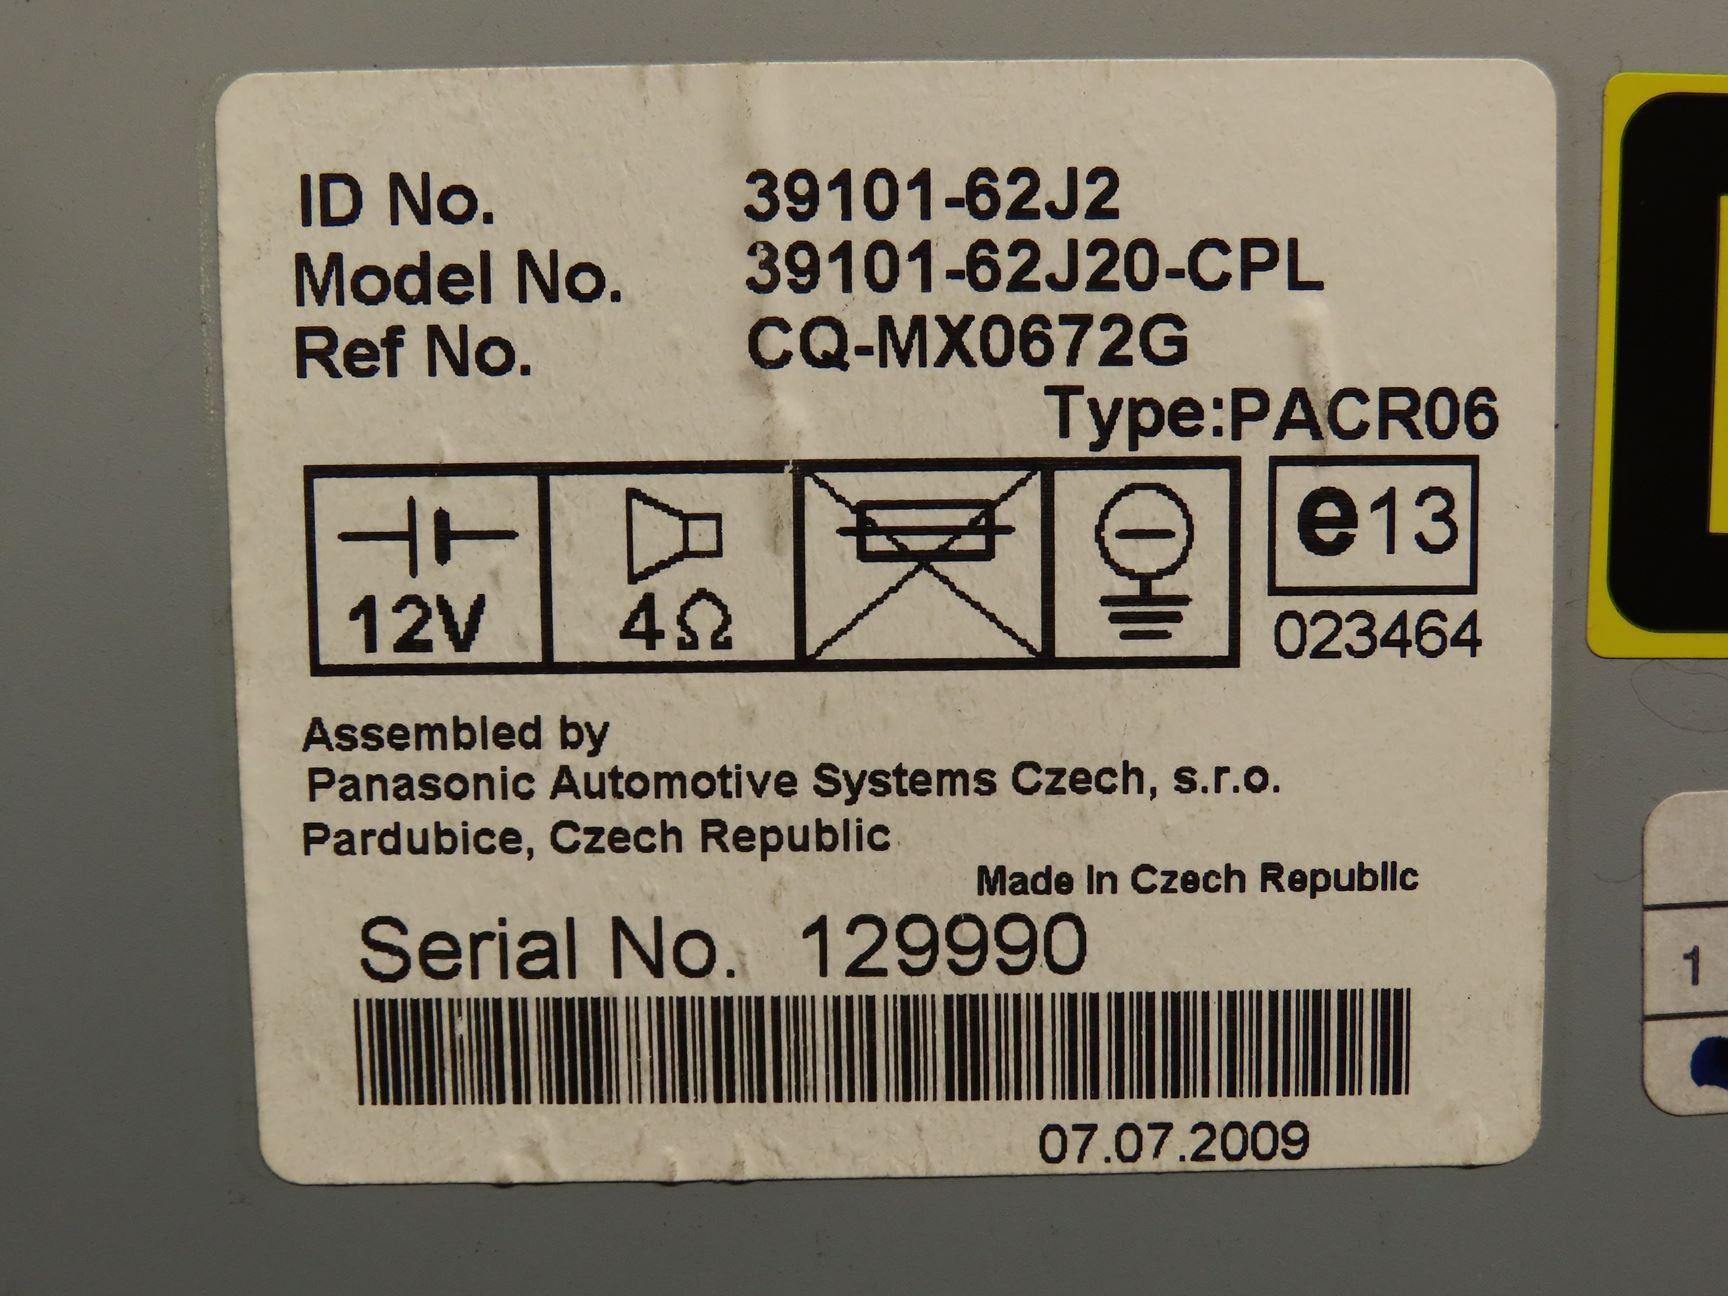 ID No. 39101-62J2
Model No. 39101-62J20-CPL
Ref No. CQ-MX0672G
Type:PACR06
12V 4Ω e13
023464
Assembled by
Panasonic Automotive Systems Czech, s.r.o.
Pardubice, Czech Republic
Made in Czech Republic
Serial No. 129990
07.07.2009
1